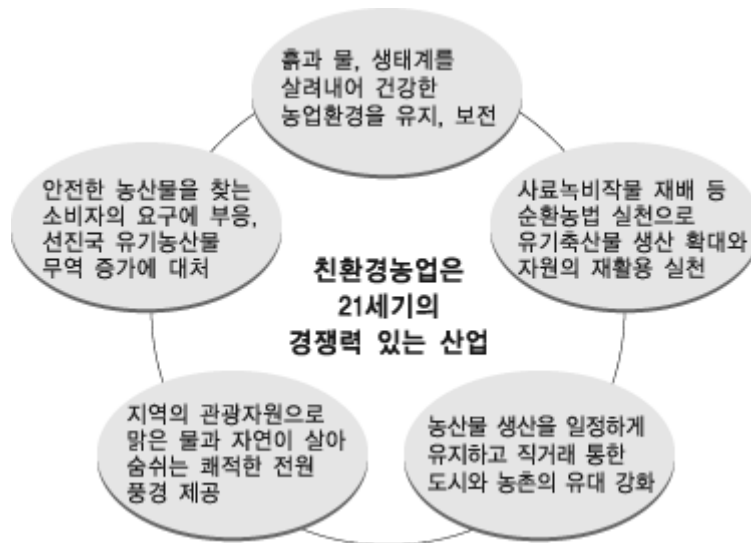 흙과 물, 생태계를
살려내어 건강한
농업환경을 유지, 보전
안전한 농산물을 찾는
소비자의 요구에 부응,
선진국 유기농산물
무역 증가에 대처
사료녹비작물 재배 등
순환농법 실천으로
유기축산물 생산 확대와
자원의 재활용 실천
친환경농업은
21세기의
경쟁력 있는 산업
지역의 관광자원으로
맑은 물과 자연이 살아
숨쉬는 쾌적한 전원
풍경 제공
농산물 생산을 일정하게
유지하고 직거래 통한
도시와 농촌의 유대 강화